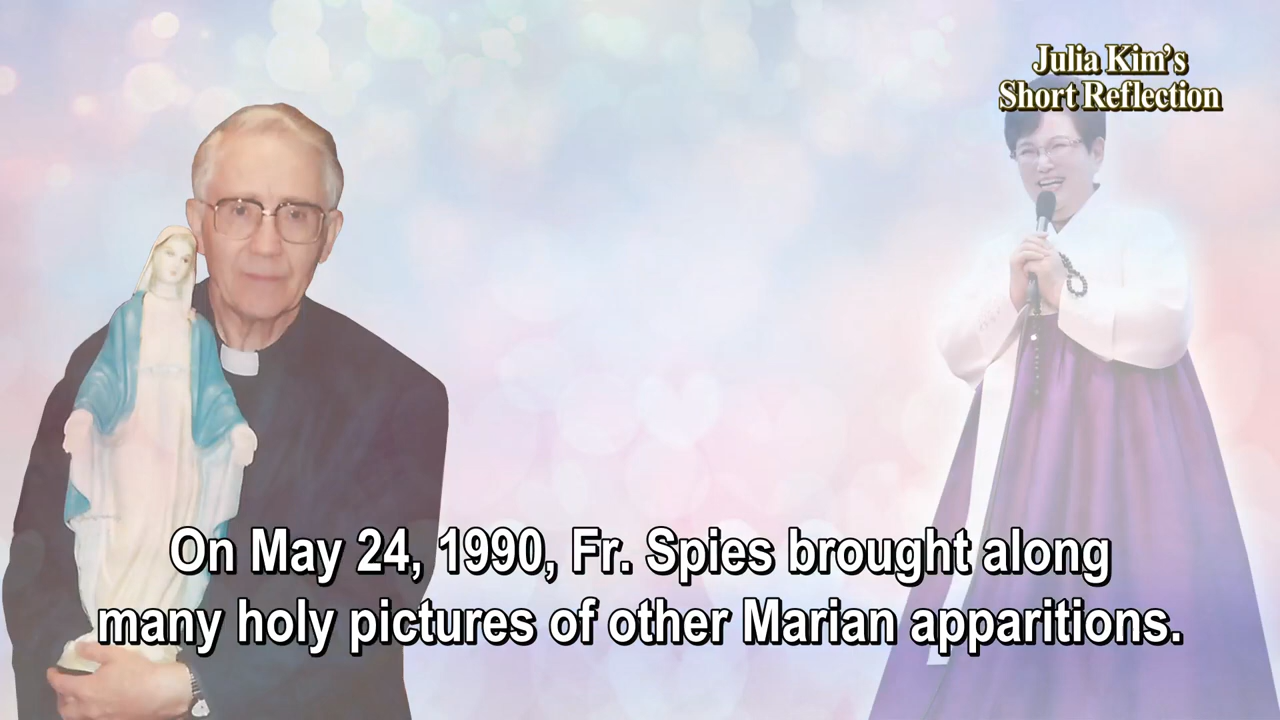 Julia Kim's
Short Reflection
On May 24, 1990, Fr. Spies brought along
many holy pictures of other Marian apparitions.